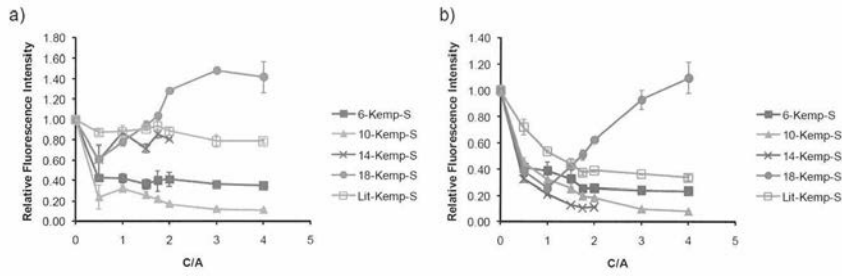 a)
Relative Fluorescence Intensity
1.80
1.60
1.40
1.20
1.00
0.80
0.60
0.40
0.20
0.00
0 1 2 3 4 5
C/A
6-Kemp-S
10-Kemp-S
14-Kemp-S
18-Kemp-S
Lit-Kemp-S
b)
Relative Fluorescence Intensity
1.40
1.20
1.00
0.80
0.60
0.40
0.20
0.00
0 1 2 3 4 5
C/A
6-Kemp-S
10-Kemp-S
14-Kemp-S
18-Kemp-S
Lit-Kemp-S